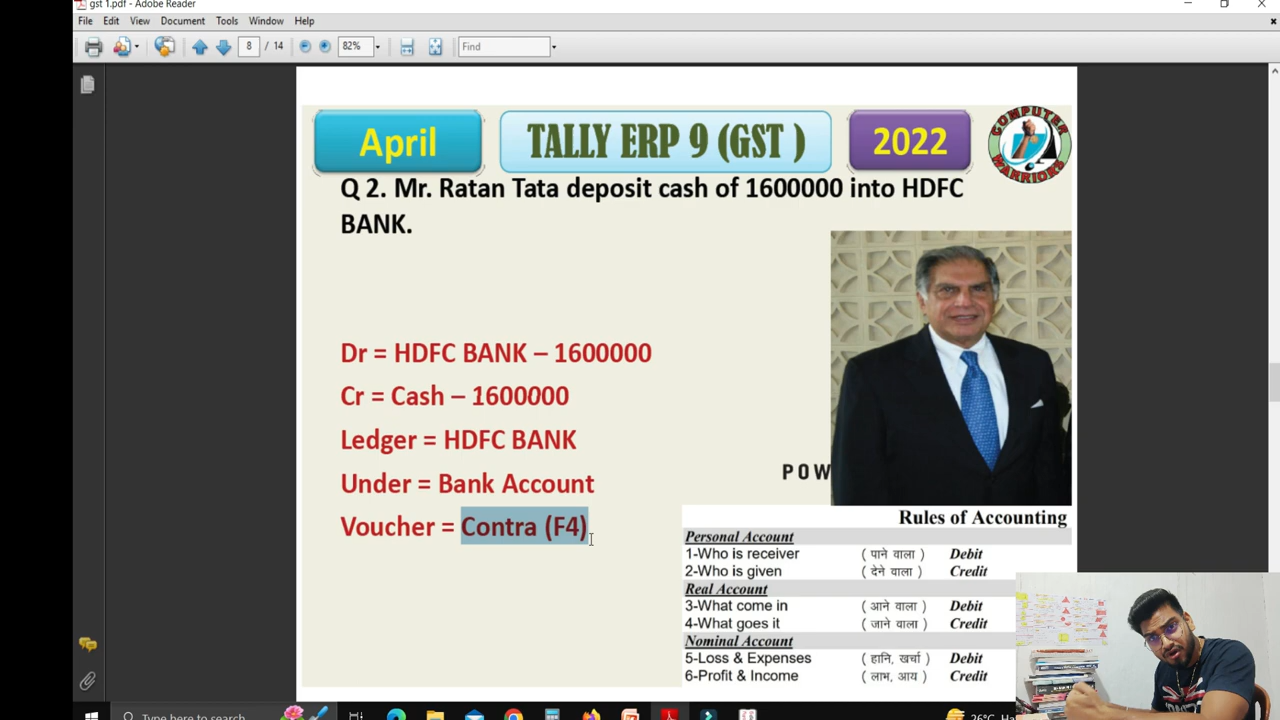 gst 1.pdf - Adobe Reader
File Edit View Document Tools Window Help
8 / 14 82% Find
April TALLY ERP 9 (GST ) 2022
COMPUTER WARRIORS
Q 2. Mr. Ratan Tata deposit cash of 1600000 into HDFC
BANK.
Dr = HDFC BANK – 1600000
Cr = Cash – 1600000
Ledger = HDFC BANK
Under = Bank Account
Voucher = Contra (F4)
POW
Rules of Accounting
Personal Account
1-Who is receiver ( पाने वाला ) Debit
2-Who is given ( देने वाला ) Credit
Real Account
3-What come in ( आने वाला ) Debit
4-What goes it ( जाने वाला ) Credit
Nominal Account
5-Loss & Expenses ( हानि, खर्चा ) Debit
6-Profit & Income ( लाभ, आय ) Credit
Type here to search
26°C